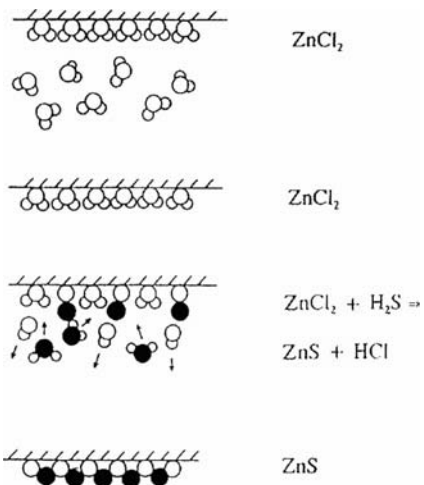 ZnCl₂
ZnCl₂
ZnCl₂ + H₂S ⇒
ZnS + HCl
ZnS